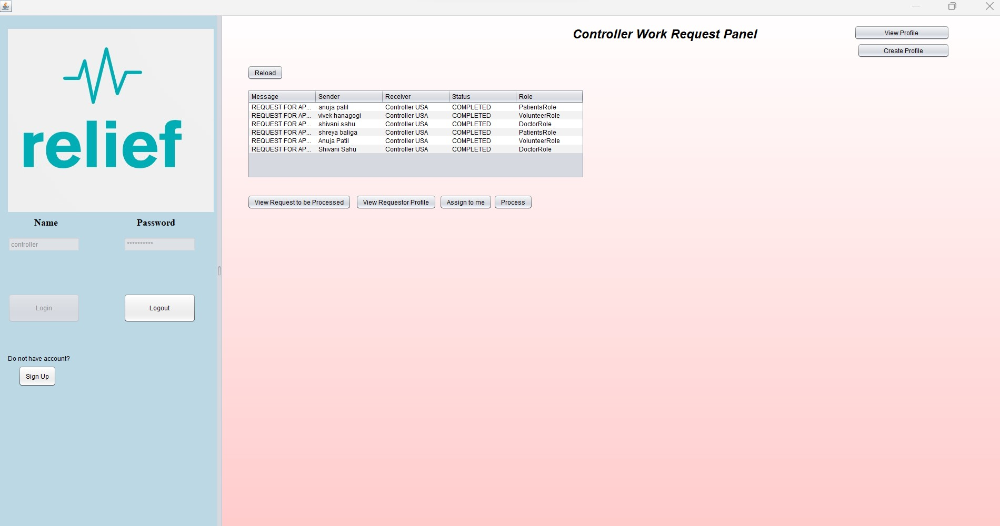 relief
Name Password
controller **********
Login Logout
Do not have account?
Sign Up
Controller Work Request Panel
View Profile
Create Profile
Reload
Message Sender Receiver Status Role
REQUEST FOR AP... anuja patil Controller USA COMPLETED PatientsRole
REQUEST FOR AP... vivek hanagogi Controller USA COMPLETED VolunteerRole
REQUEST FOR AP... shivani sahu Controller USA COMPLETED DoctorRole
REQUEST FOR AP... shreya baliga Controller USA COMPLETED PatientsRole
REQUEST FOR AP... Anuja Patil Controller USA COMPLETED VolunteerRole
REQUEST FOR AP... Shivani Sahu Controller USA COMPLETED DoctorRole
View Request to be Processed View Requestor Profile Assign to me Process